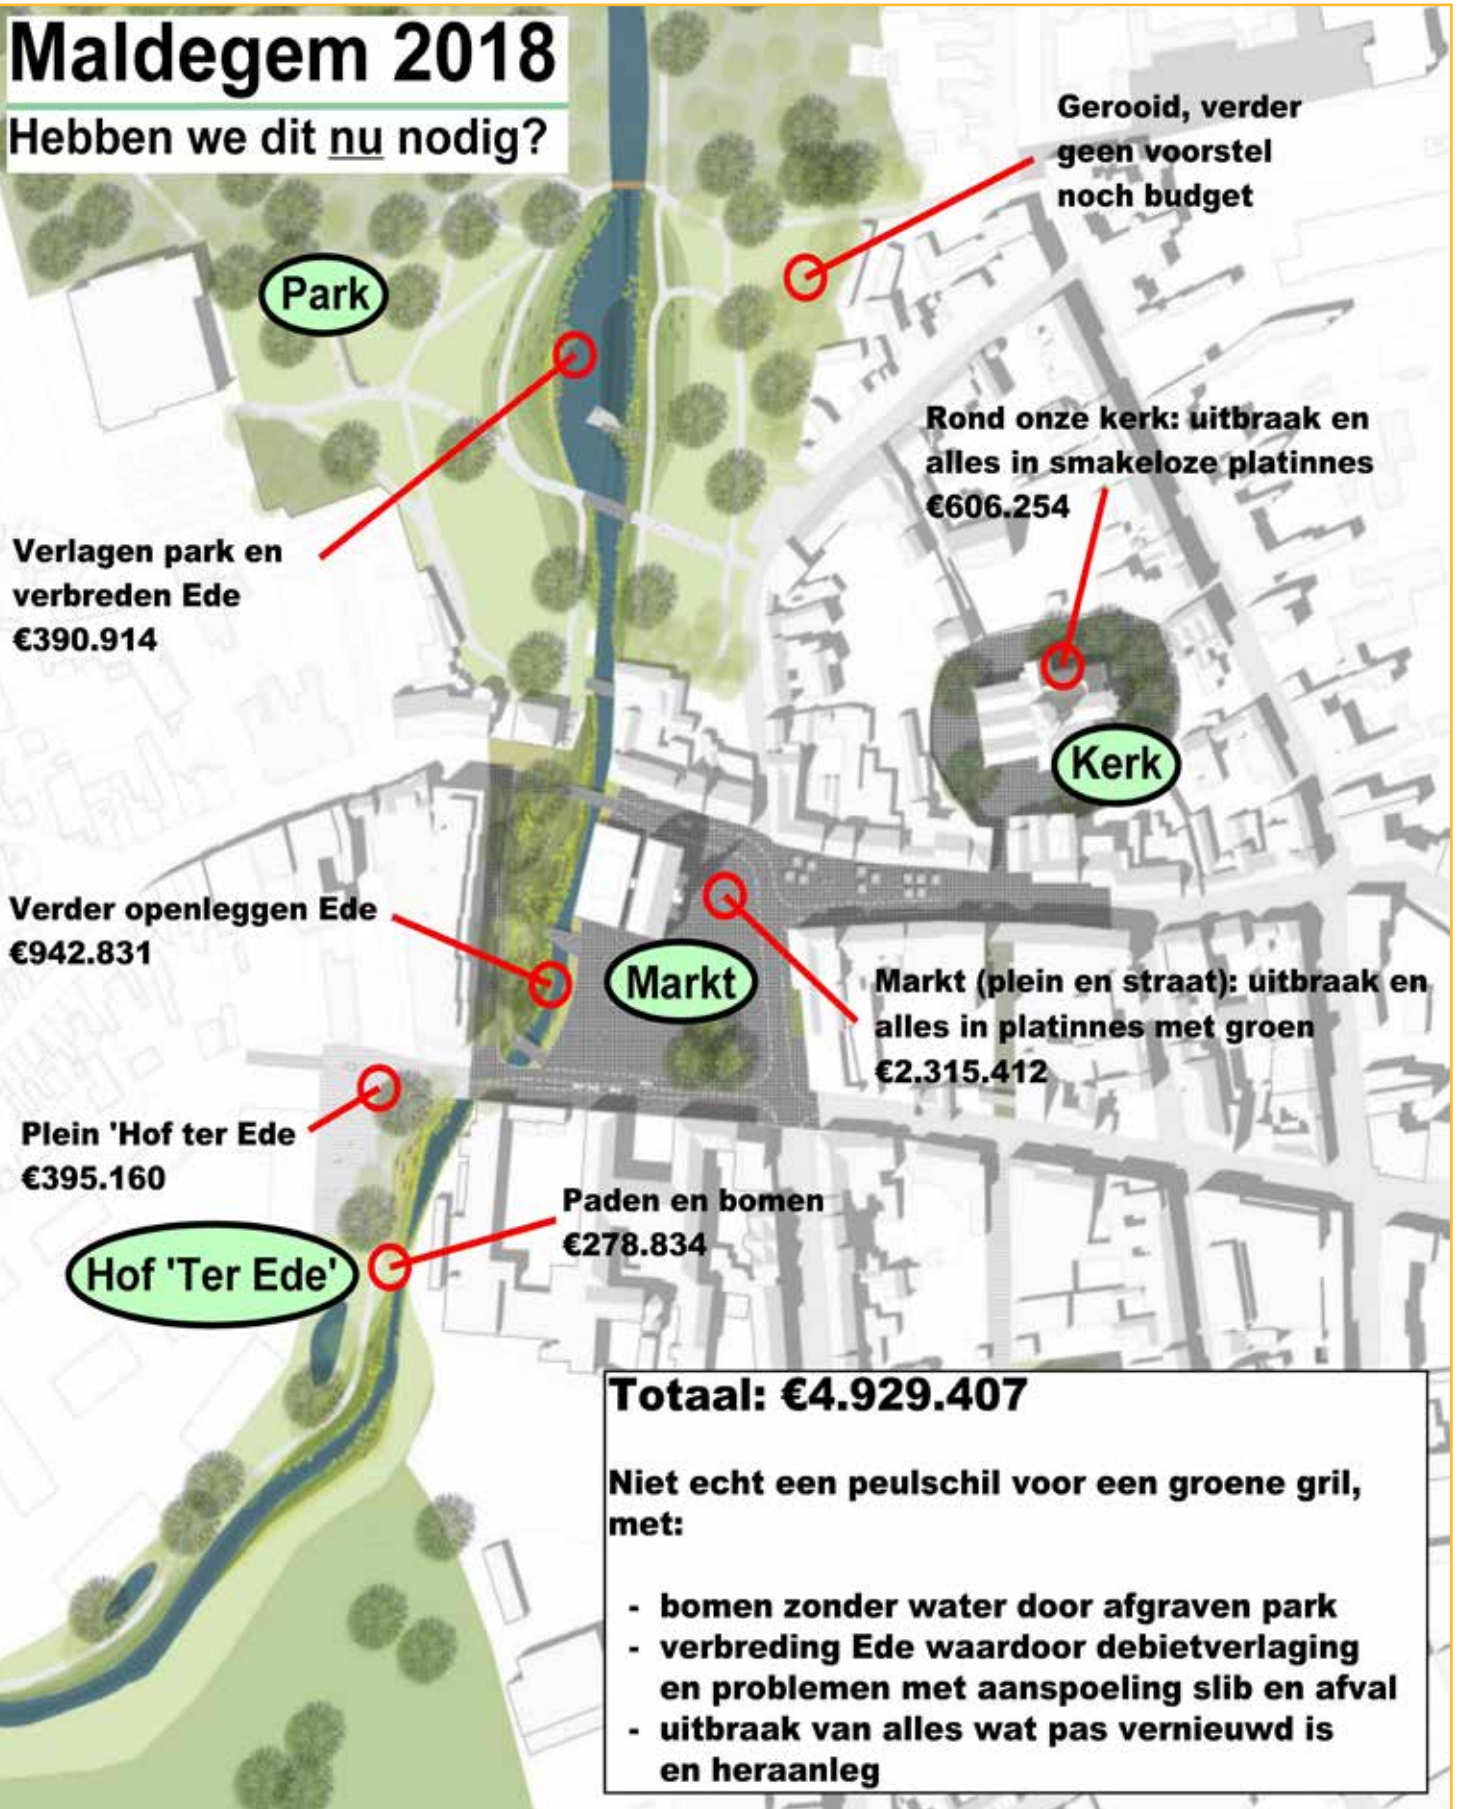 Maldegem 2018
Hebben we dit nu nodig?
Gerooid, verder
geen voorstel
noch budget
Park
Rond onze kerk: uitbraak en
alles in smakeloze platinnes
€606.254
Verlagen park en
verbreden Ede
€390.914
Kerk
Verder openleggen Ede
€942.831
Markt
Markt (plein en straat): uitbraak en
alles in platinnes met groen
€2.315.412
Plein 'Hof ter Ede
€395.160
Paden en bomen
€278.834
Hof 'Ter Ede'
Totaal: €4.929.407
Niet echt een peulschil voor een groene gril,
met:
- bomen zonder water door afgraven park
- verbreding Ede waardoor debietverlaging
en problemen met aanspoeling slib en afval
- uitbraak van alles wat pas vernieuwd is
en heraanleg